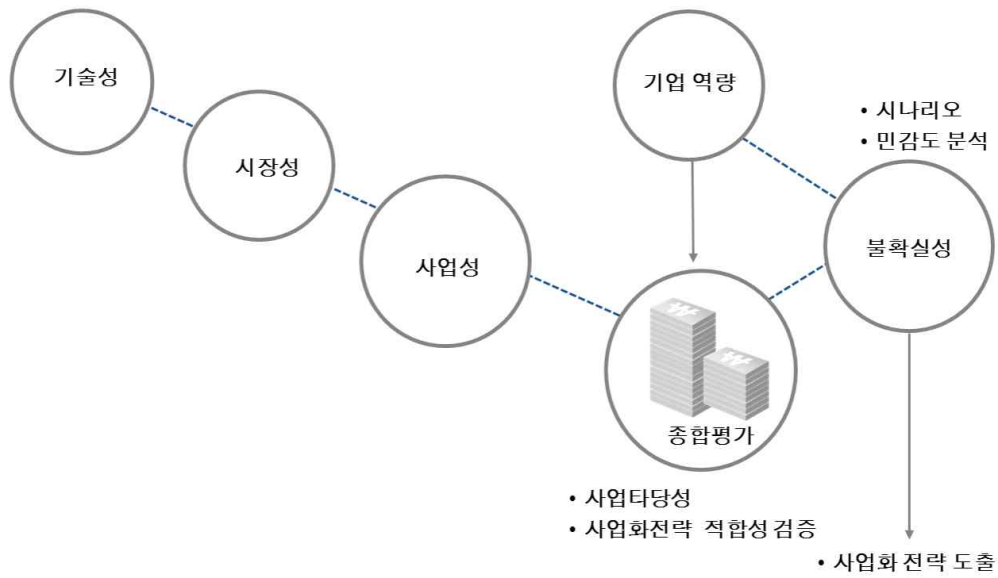 기술성
시장성
사업성
기업 역량
• 시나리오
• 민감도 분석
불확실성
₩
₩
종합평가
• 사업타당성
• 사업화전략 적합성 검증
• 사업화 전략 도출